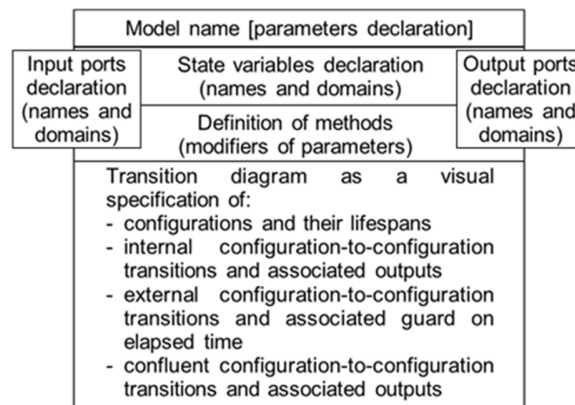 Model name [parameters declaration]
Input ports
declaration
(names and
domains)
State variables declaration
(names and domains)
Output ports
declaration
(names and
domains)
Definition of methods
(modifiers of parameters)
Transition diagram as a visual
specification of:
- configurations and their lifespans
- internal configuration-to-configuration
transitions and associated outputs
- external configuration-to-configuration
transitions and associated guard on
elapsed time
- confluent configuration-to-configuration
transitions and associated outputs